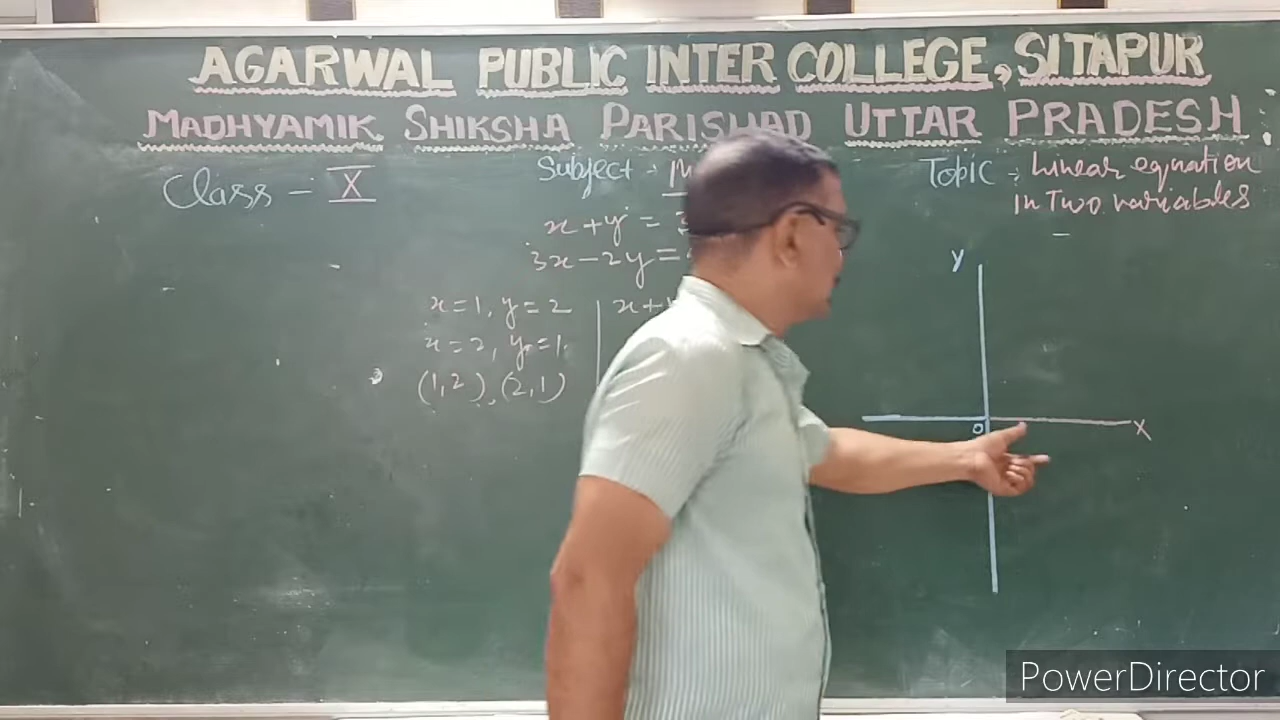 AGARWAL PUBLIC INTER COLLEGE, SITAPUR
MADHYAMIK SHIKSHA PARISHAD UTTAR PRADESH
Class - X
Subject -
Topic - Linear equation
in Two variables
x + y = 3
3x - 2y =
x = 1, y = 2
x = 2, y = 1
(1, 2), (2, 1)
x +
Y
O
X
PowerDirector